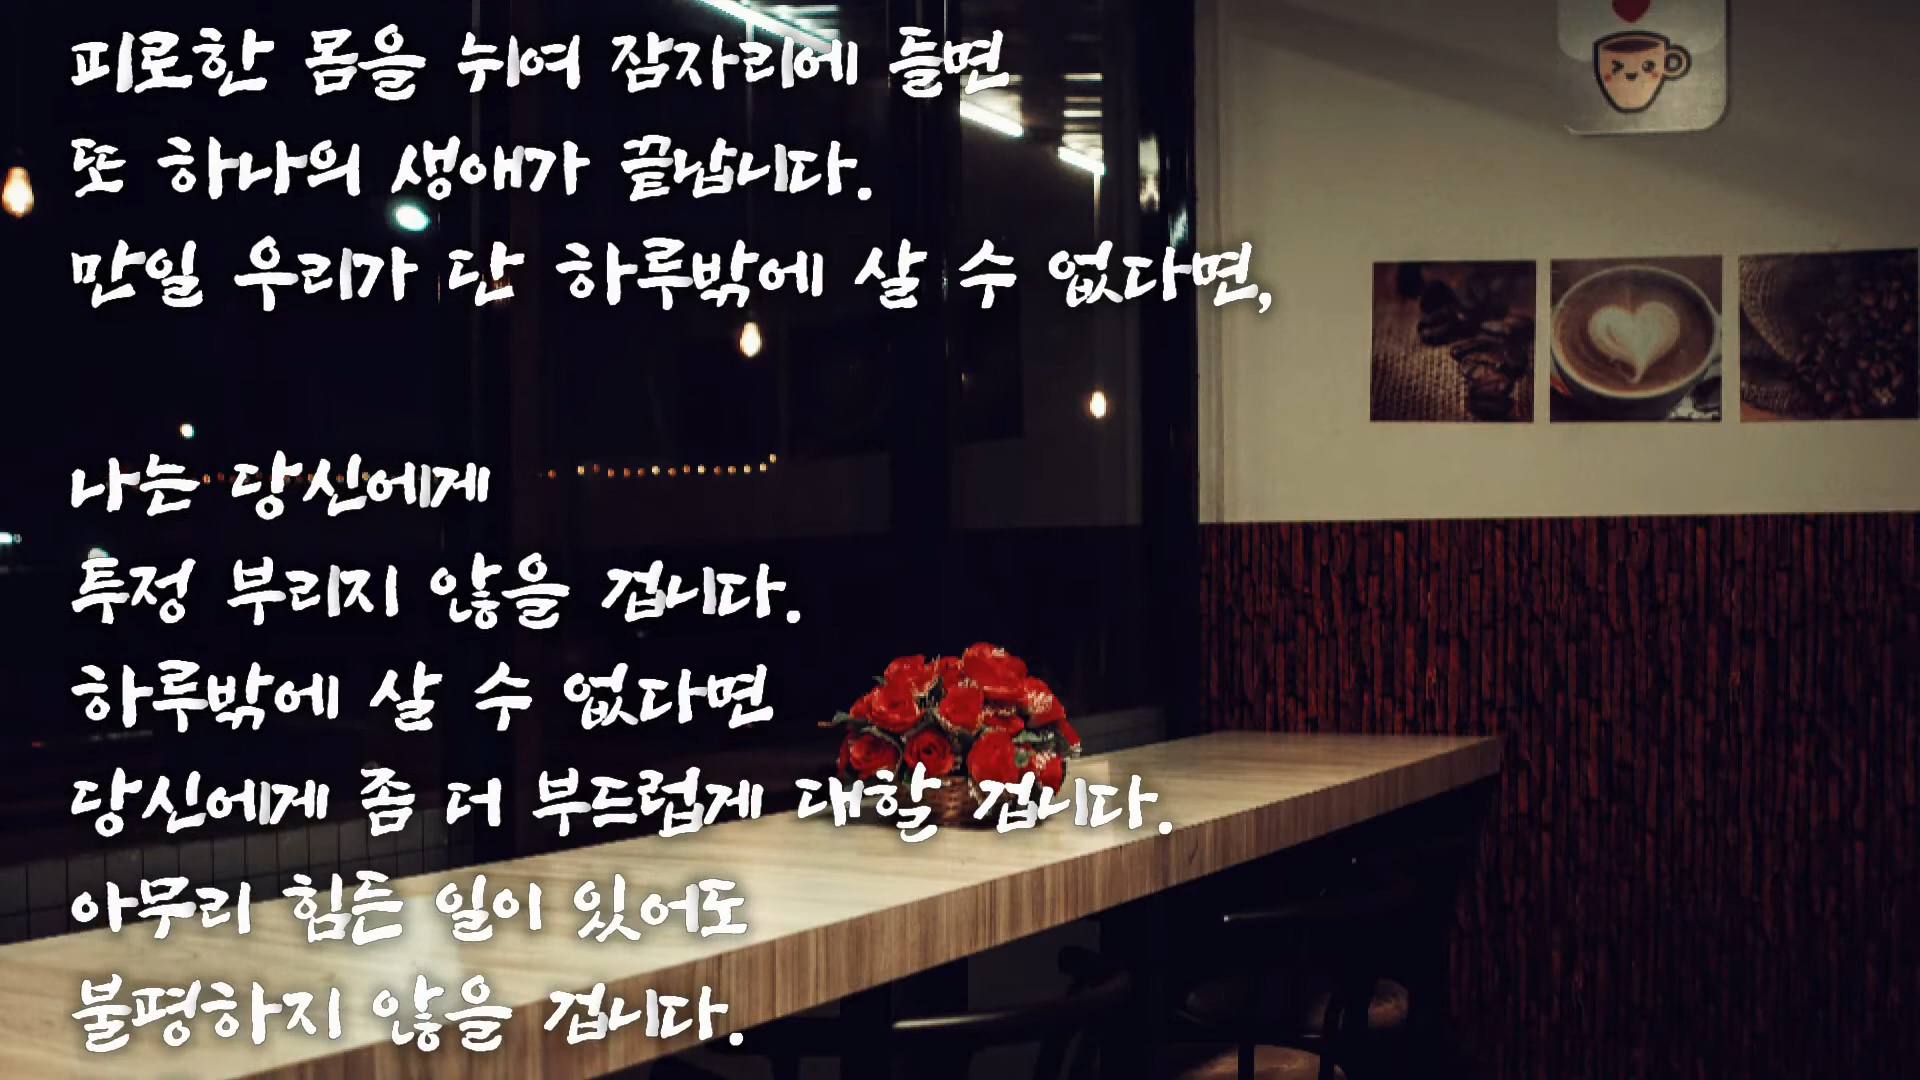 피로한 몸을 뉘여 잠자리에 들면
또 하나의 생애가 끝납니다.
만일 우리가 단 하루밖에 살 수 없다면,
나는 당신에게
투정 부리지 않을 겁니다.
하루밖에 살 수 없다면
당신에게 좀 더 부드럽게 대할 겁니다.
아무리 힘든 일이 있어도
불평하지 않을 겁니다.